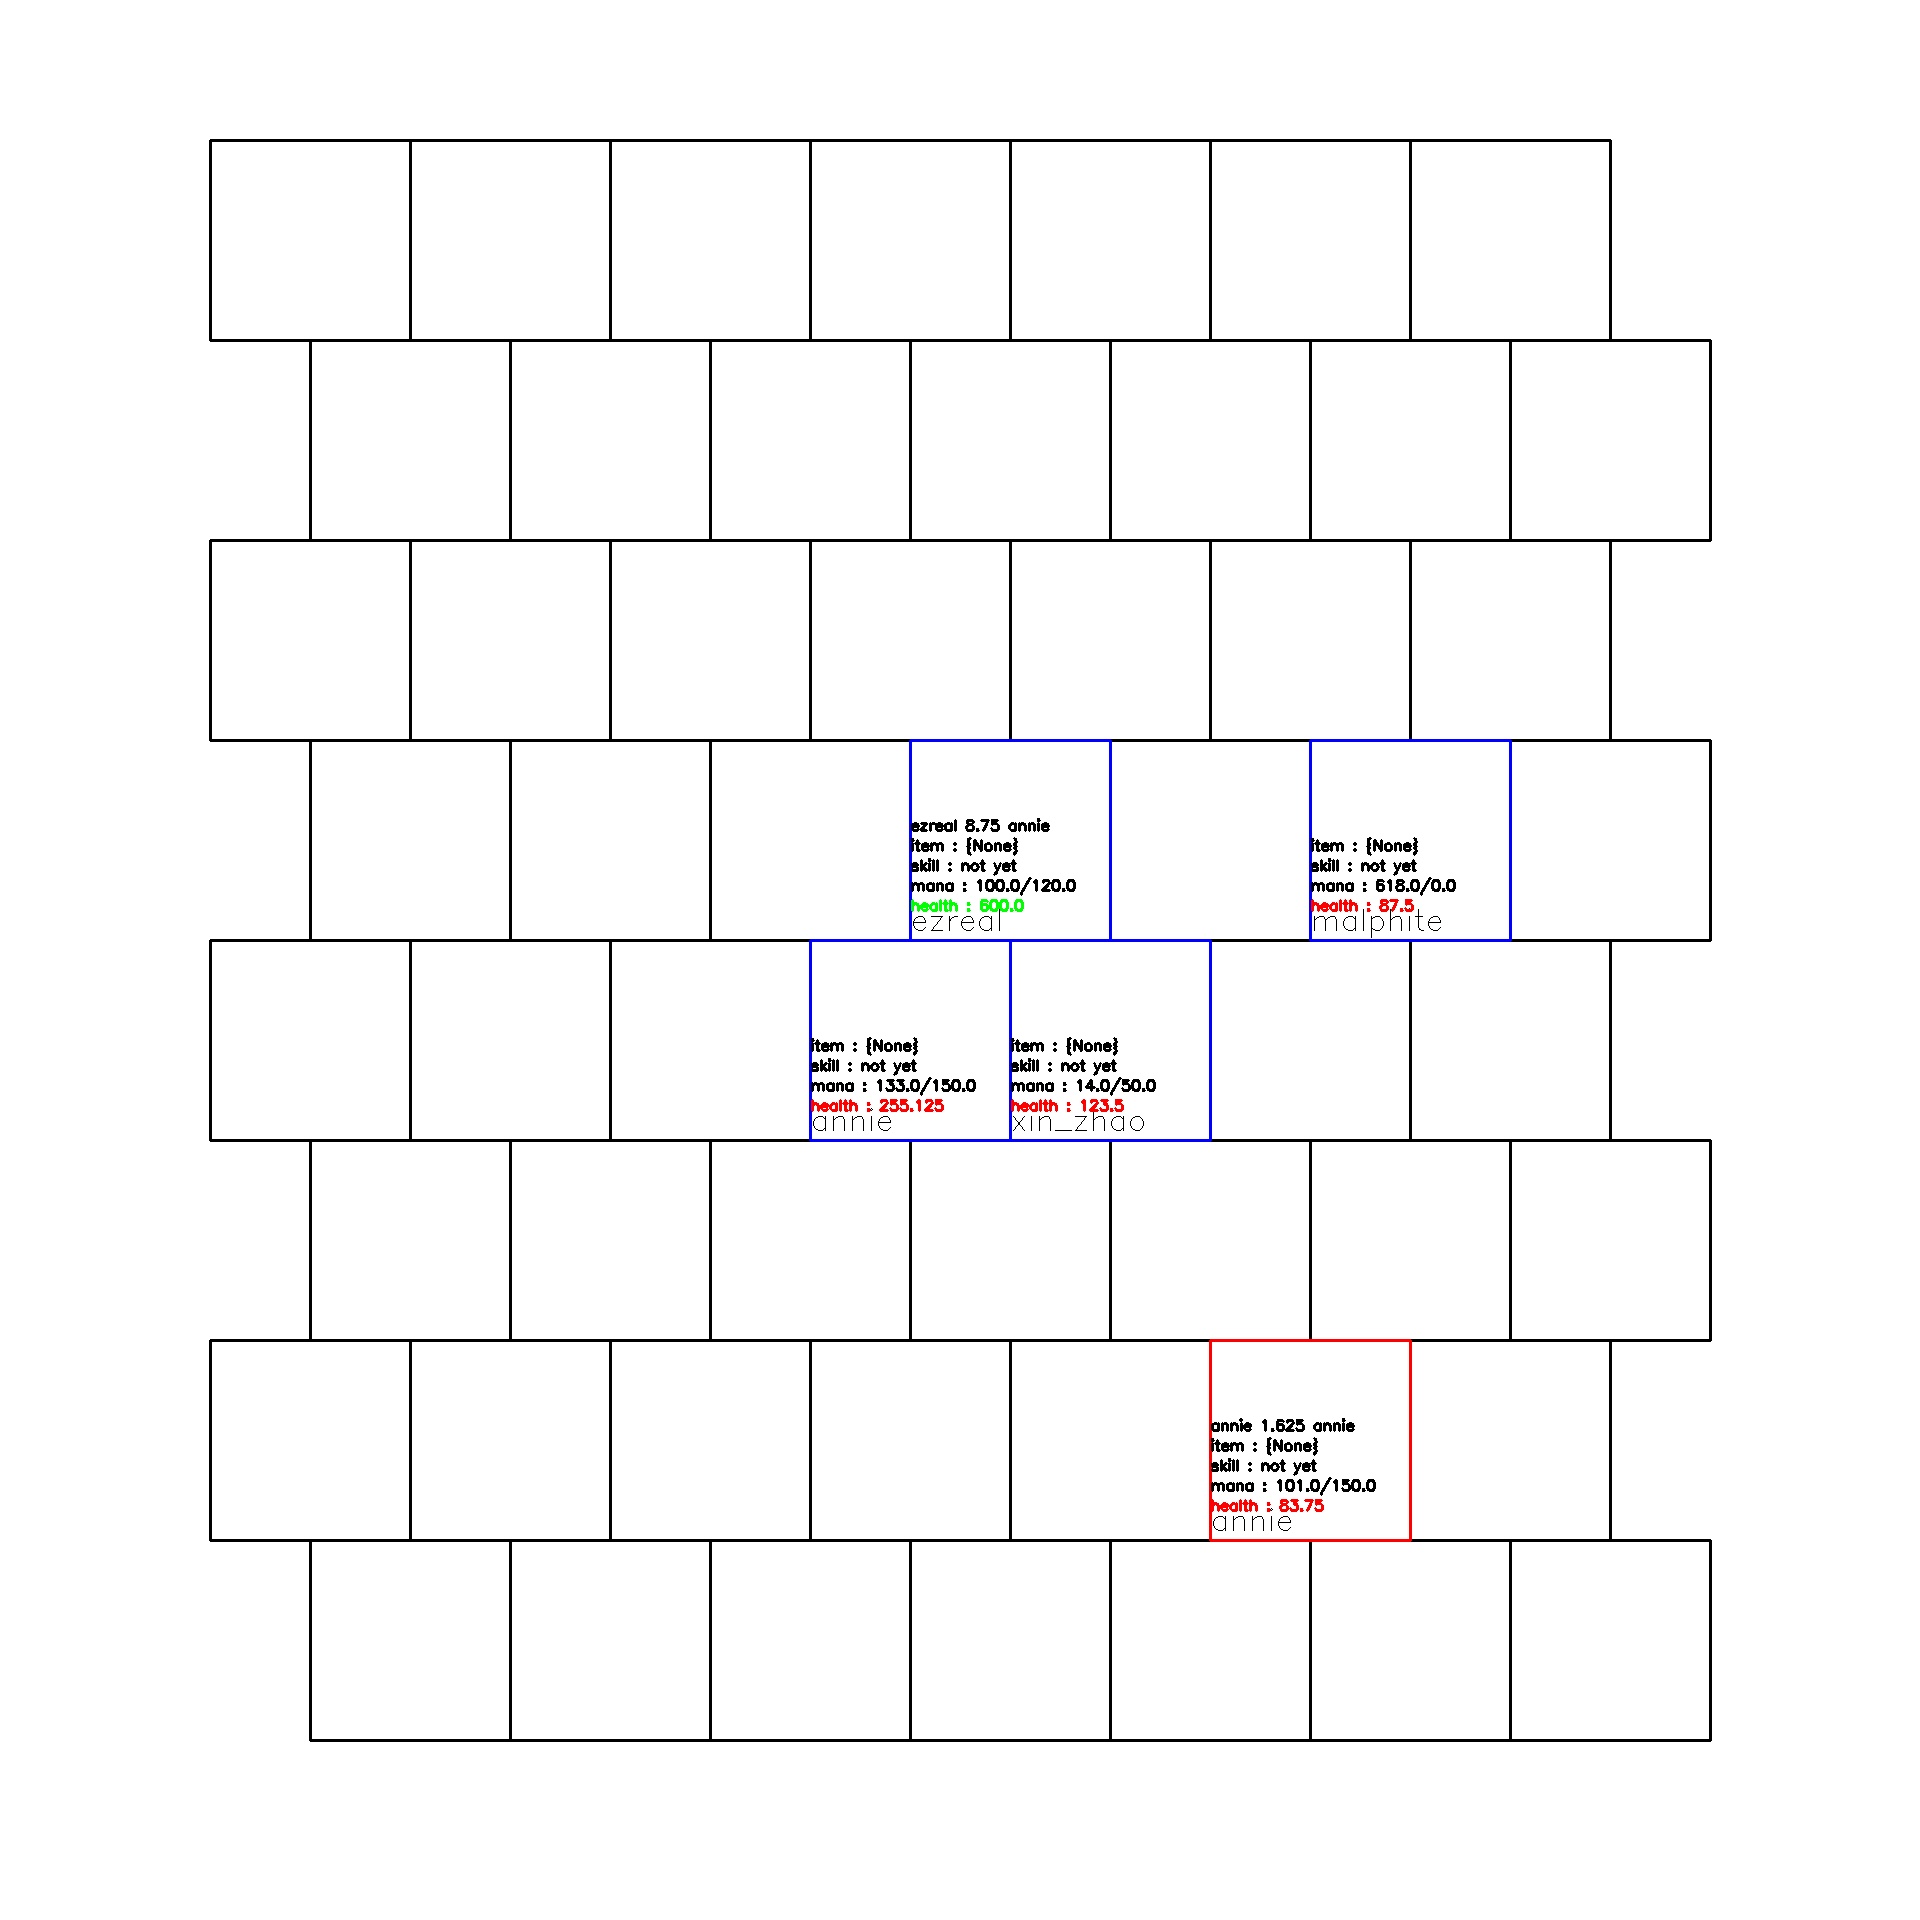 ezreal 8.75 annie
item : {None}
skill : not yet
mana : 100.0/120.0
health : 600.0
ezreal
item : {None}
skill : not yet
mana : 618.0/0.0
health : 87.5
malphite
item : {None}
skill : not yet
mana : 133.0/150.0
health : 255.125
annie
item : {None}
skill : not yet
mana : 14.0/50.0
health : 123.5
xin_zhao
annie 1.625 annie
item : {None}
skill : not yet
mana : 101.0/150.0
health : 83.75
annie